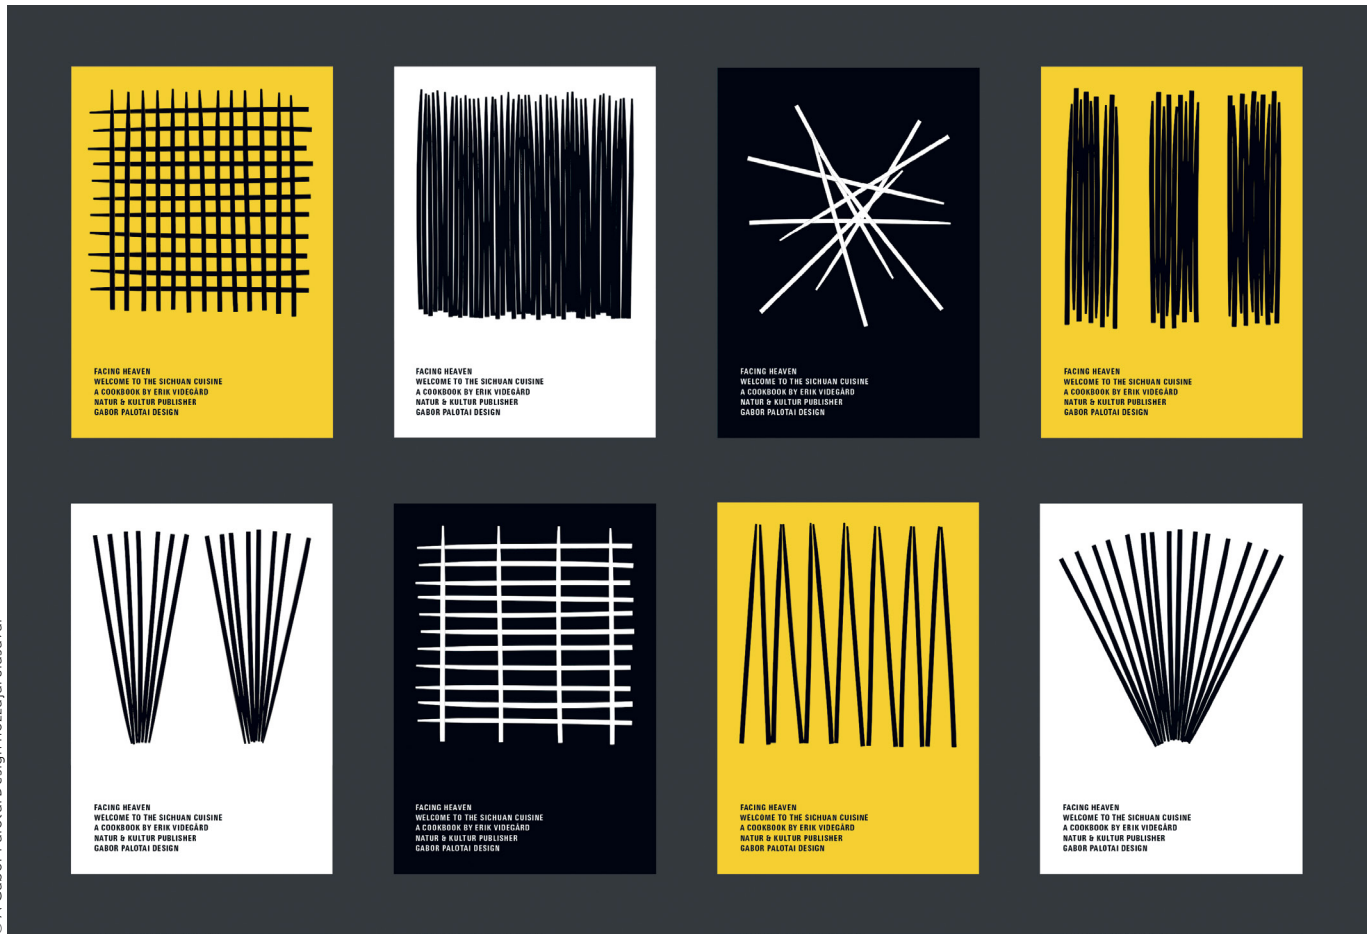 FACING HEAVEN
WELCOME TO THE SICHUAN CUISINE
A COOKBOOK BY ERIK VIDEGÅRD
NATUR & KULTUR PUBLISHER
GABOR PALOTAI DESIGN
FACING HEAVEN
WELCOME TO THE SICHUAN CUISINE
A COOKBOOK BY ERIK VIDEGÅRD
NATUR & KULTUR PUBLISHER
GABOR PALOTAI DESIGN
FACING HEAVEN
WELCOME TO THE SICHUAN CUISINE
A COOKBOOK BY ERIK VIDEGÅRD
NATUR & KULTUR PUBLISHER
GABOR PALOTAI DESIGN
FACING HEAVEN
WELCOME TO THE SICHUAN CUISINE
A COOKBOOK BY ERIK VIDEGÅRD
NATUR & KULTUR PUBLISHER
GABOR PALOTAI DESIGN
FACING HEAVEN
WELCOME TO THE SICHUAN CUISINE
A COOKBOOK BY ERIK VIDEGÅRD
NATUR & KULTUR PUBLISHER
GABOR PALOTAI DESIGN
FACING HEAVEN
WELCOME TO THE SICHUAN CUISINE
A COOKBOOK BY ERIK VIDEGÅRD
NATUR & KULTUR PUBLISHER
GABOR PALOTAI DESIGN
FACING HEAVEN
WELCOME TO THE SICHUAN CUISINE
A COOKBOOK BY ERIK VIDEGÅRD
NATUR & KULTUR PUBLISHER
GABOR PALOTAI DESIGN
FACING HEAVEN
WELCOME TO THE SICHUAN CUISINE
A COOKBOOK BY ERIK VIDEGÅRD
NATUR & KULTUR PUBLISHER
GABOR PALOTAI DESIGN